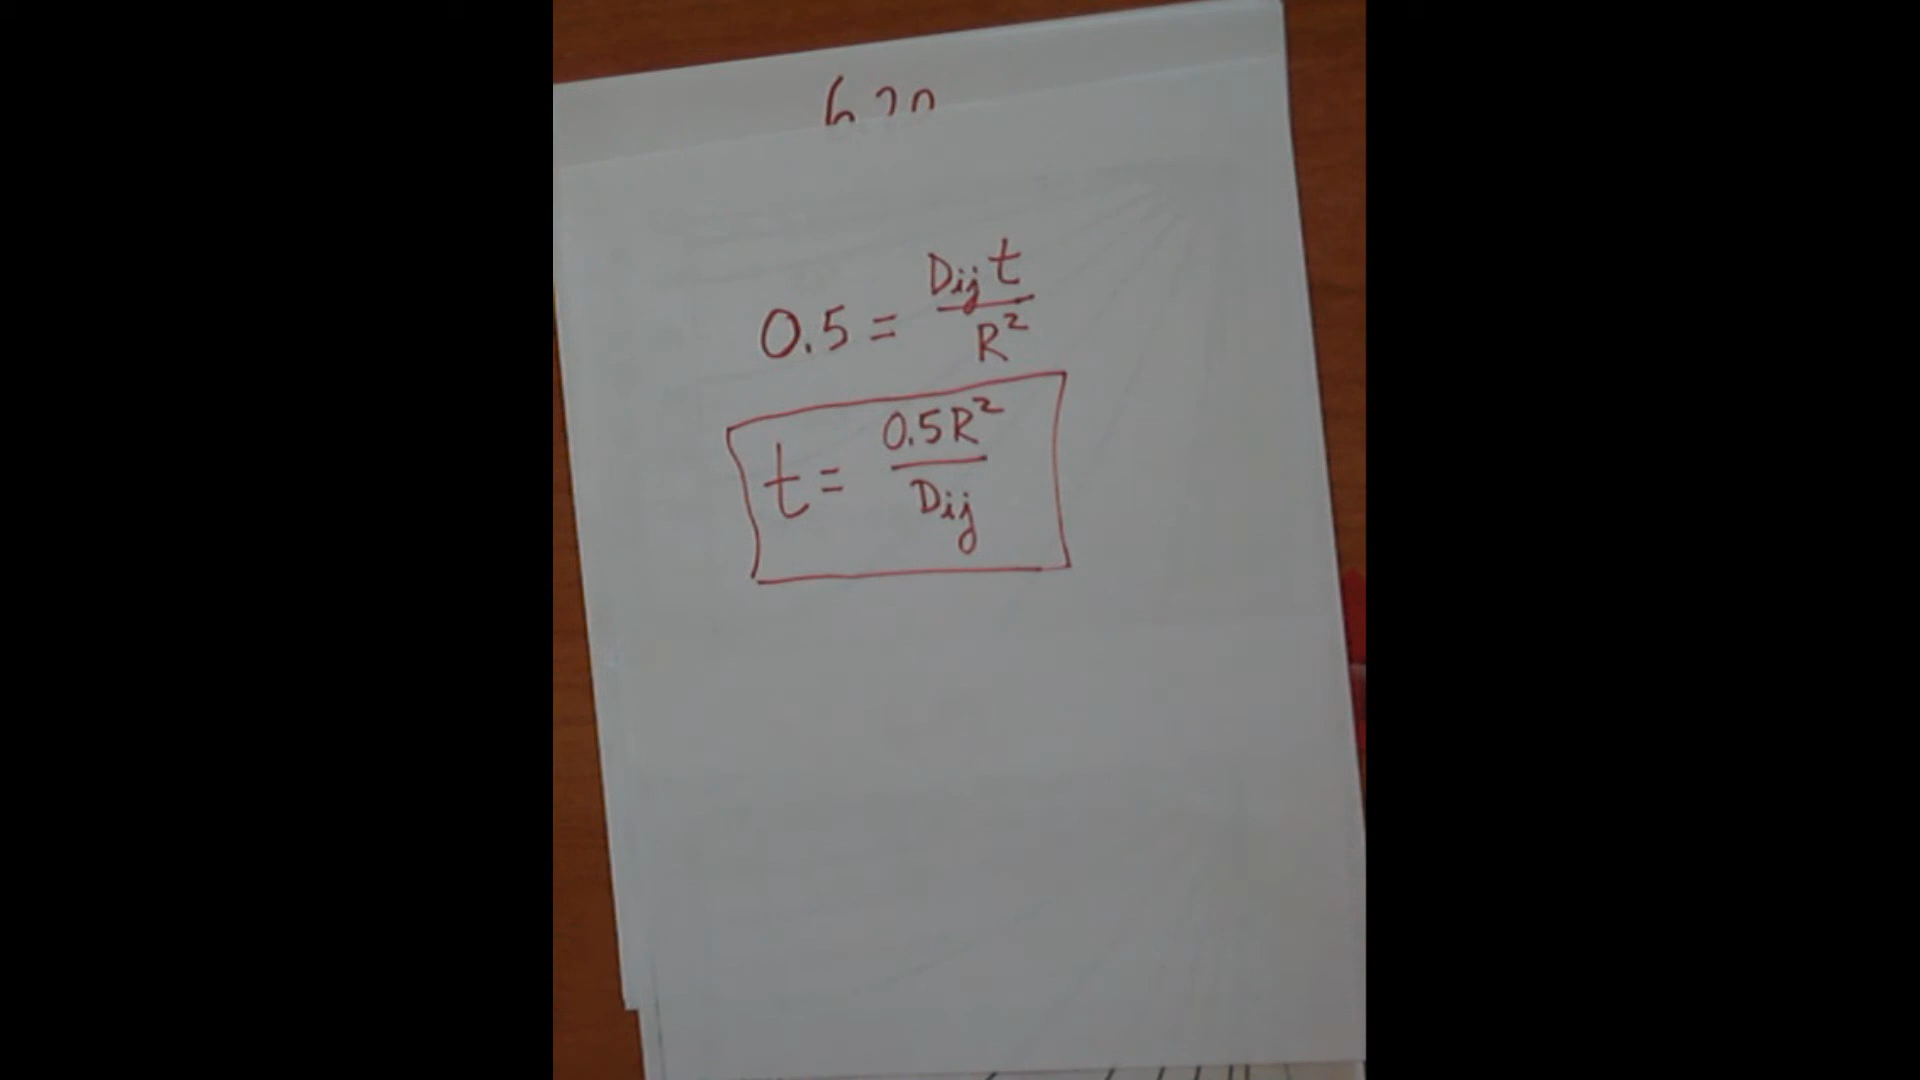 0.5 = Dij t / R²
t = 0.5R² / Dij